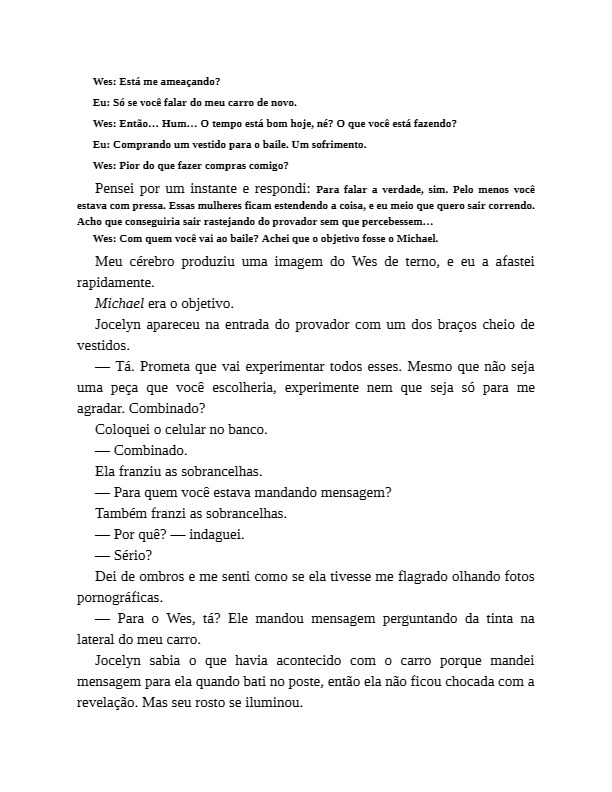 Wes: Está me ameaçando?
Eu: Só se você falar do meu carro de novo.
Wes: Então… Hum… O tempo está bom hoje, né? O que você está fazendo?
Eu: Comprando um vestido para o baile. Um sofrimento.
Wes: Pior do que fazer compras comigo?
Pensei por um instante e respondi: Para falar a verdade, sim. Pelo menos você
estava com pressa. Essas mulheres ficam estendendo a coisa, e eu meio que quero sair correndo.
Acho que conseguiria sair rastejando do provador sem que percebessem…
Wes: Com quem você vai ao baile? Achei que o objetivo fosse o Michael.
Meu cérebro produziu uma imagem do Wes de terno, e eu a afastei
rapidamente.
Michael era o objetivo.
Jocelyn apareceu na entrada do provador com um dos braços cheio de
vestidos.
— Tá. Prometa que vai experimentar todos esses. Mesmo que não seja
uma peça que você escolheria, experimente nem que seja só para me
agradar. Combinado?
Coloquei o celular no banco.
— Combinado.
Ela franziu as sobrancelhas.
— Para quem você estava mandando mensagem?
Também franzi as sobrancelhas.
— Por quê? — indaguei.
— Sério?
Dei de ombros e me senti como se ela tivesse me flagrado olhando fotos
pornográficas.
— Para o Wes, tá? Ele mandou mensagem perguntando da tinta na
lateral do meu carro.
Jocelyn sabia o que havia acontecido com o carro porque mandei
mensagem para ela quando bati no poste, então ela não ficou chocada com a
revelação. Mas seu rosto se iluminou.